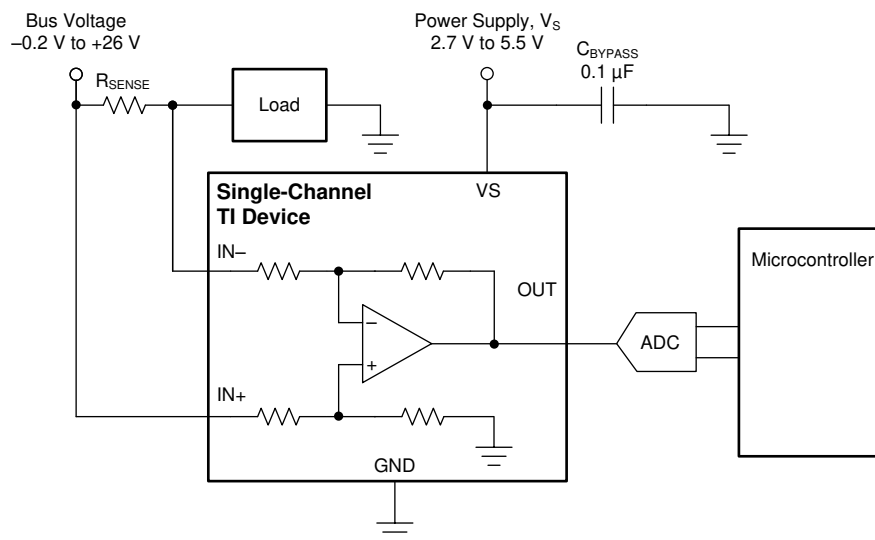 Bus Voltage
–0.2 V to +26 V
Power Supply, VS
2.7 V to 5.5 V
CBYPASS
0.1 µF
RSENSE
Load
Single-Channel
TI Device
VS
IN–
OUT
Microcontroller
–
+
ADC
IN+
GND